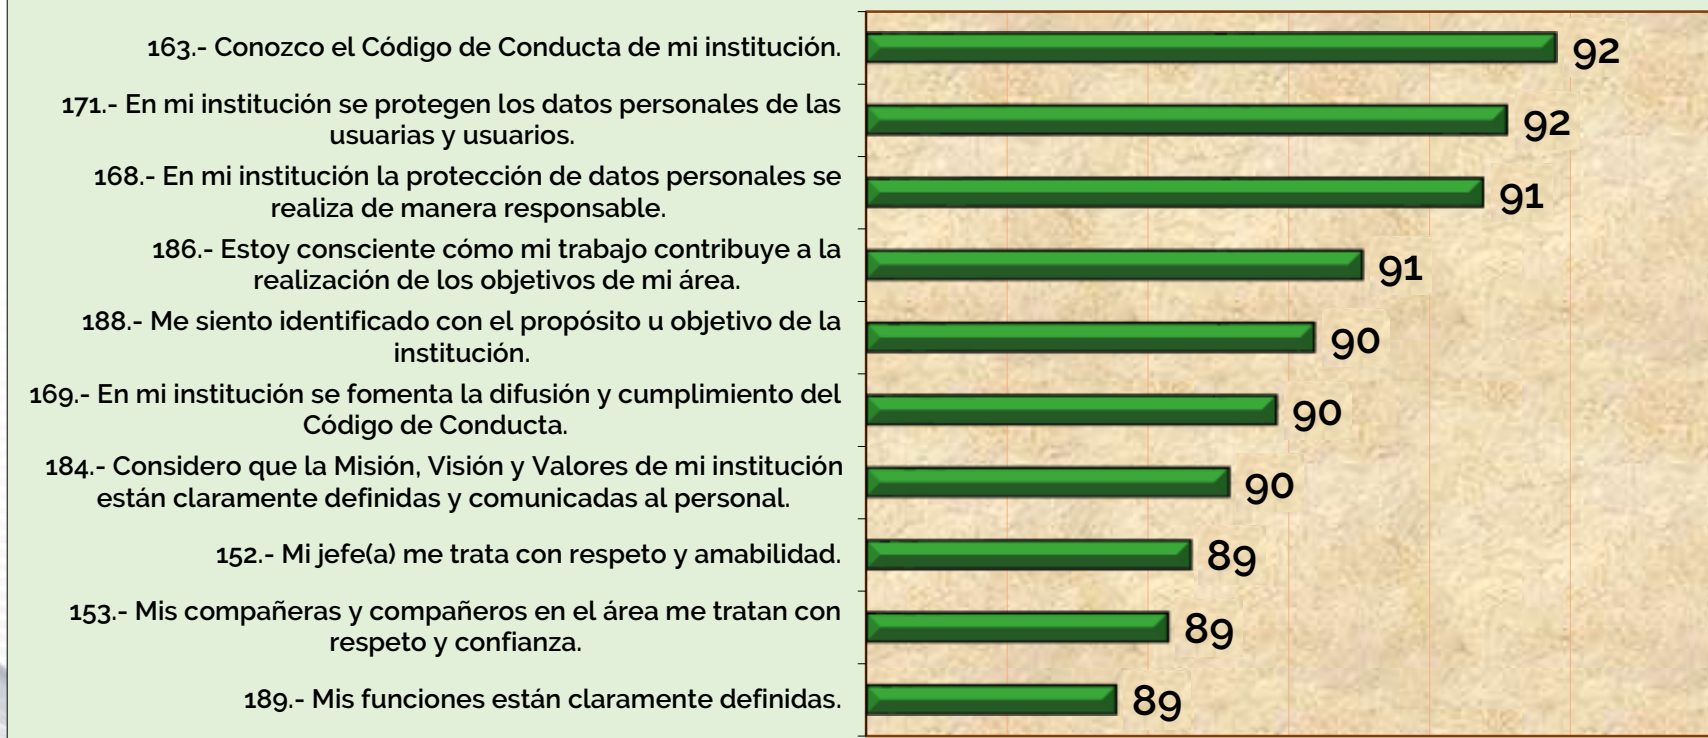 163.- Conozco el Código de Conducta de mi institución.
92
171.- En mi institución se protegen los datos personales de las
usuarias y usuarios.
92
168.- En mi institución la protección de datos personales se
realiza de manera responsable.
91
186.- Estoy consciente cómo mi trabajo contribuye a la
realización de los objetivos de mi área.
91
188.- Me siento identificado con el propósito u objetivo de la
institución.
90
169.- En mi institución se fomenta la difusión y cumplimiento del
Código de Conducta.
90
184.- Considero que la Misión, Visión y Valores de mi institución
están claramente definidas y comunicadas al personal.
90
152.- Mi jefe(a) me trata con respeto y amabilidad.
89
153.- Mis compañeras y compañeros en el área me tratan con
respeto y confianza.
89
189.- Mis funciones están claramente definidas.
89